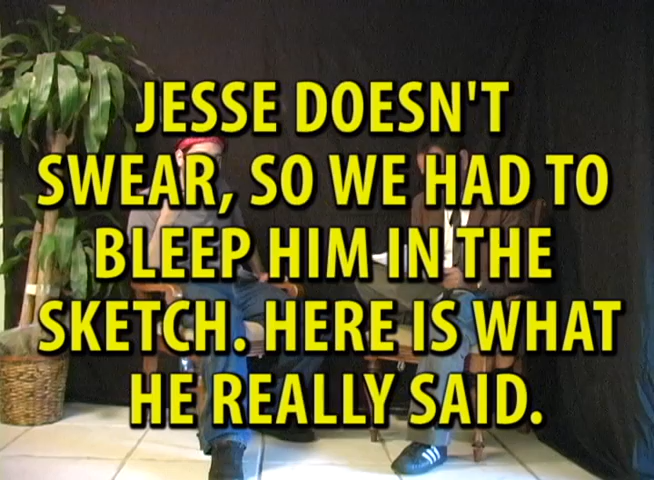 JESSE DOESN'T
SWEAR, SO WE HAD TO
BLEEP HIM IN THE
SKETCH. HERE IS WHAT
HE REALLY SAID.